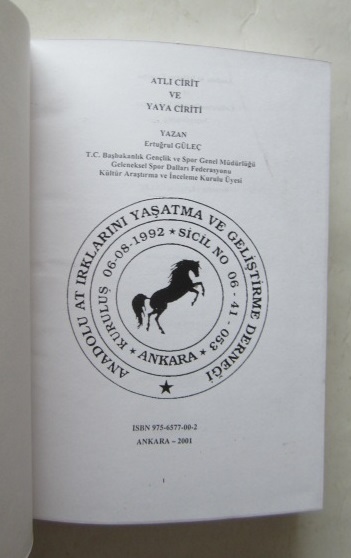 ATLI CİRİT
VE
YAYA CİRİTİ
YAZAN
Ertuğrul GÜLEÇ
T.C. Başbakanlık Gençlik ve Spor Genel Müdürlüğü
Geleneksel Spor Dalları Federasyonu
Kültür Araştırma ve İnceleme Kurulu Üyesi
ANADOLU AT IRKLARINI YAŞATMA VE GELİŞTİRME DERNEĞİ
KURULUŞ 06-08-1992 ★ SİCİL NO 06-41-053
★ ANKARA ★
★
ISBN 975-6577-00-2
ANKARA – 2001
1